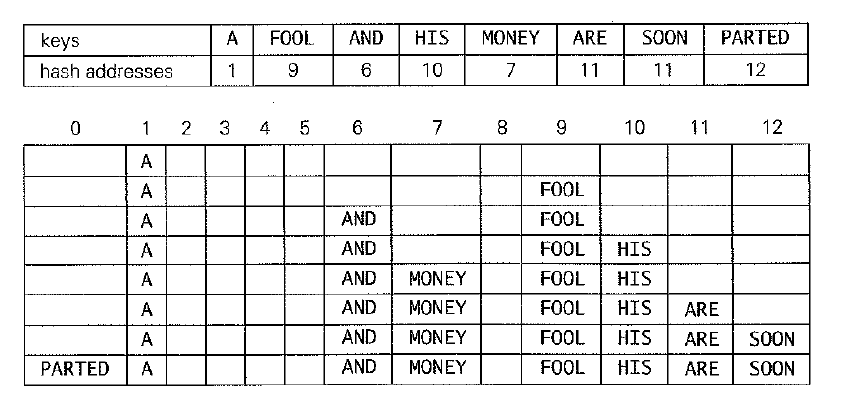 keys A FOOL AND HIS MONEY ARE SOON PARTED
hash addresses 1 9 6 10 7 11 11 12
0 1 2 3 4 5 6 7 8 9 10 11 12
A
A FOOL
A AND FOOL
A AND FOOL HIS
A AND MONEY FOOL HIS
A AND MONEY FOOL HIS ARE
A AND MONEY FOOL HIS ARE SOON
PARTED A AND MONEY FOOL HIS ARE SOON